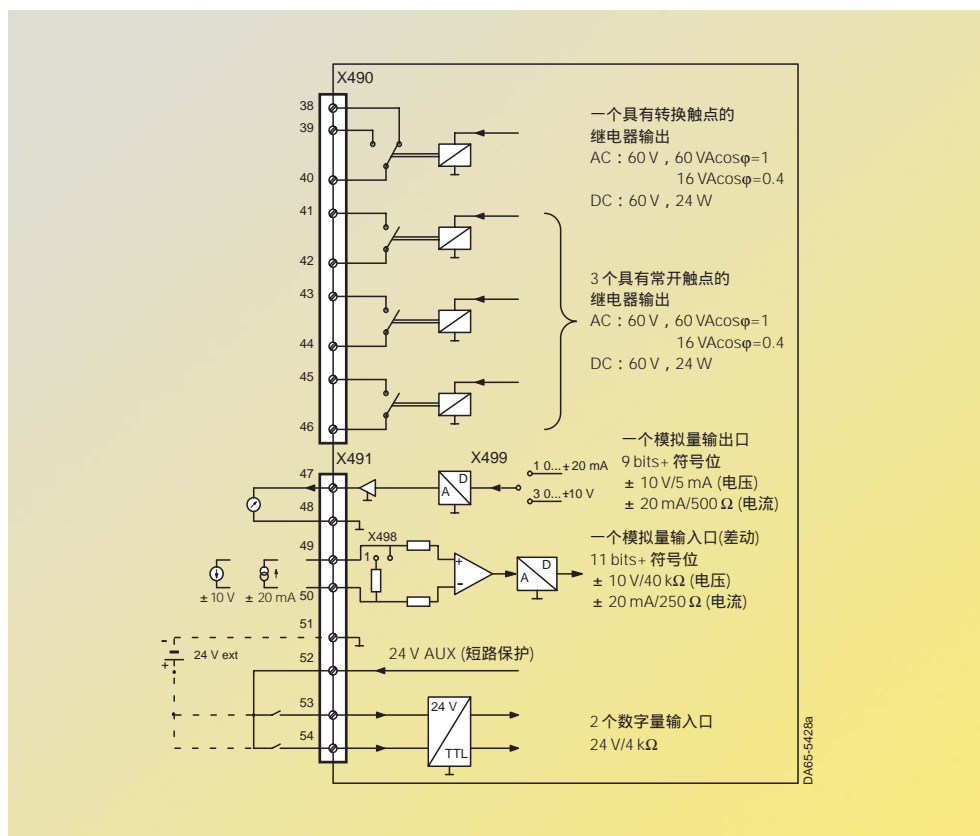 X490
38
39
40
一个具有转换触点的
继电器输出
AC：60 V，60 VAcosφ=1
16 VAcosφ=0.4
DC：60 V，24 W
41
42
43
44
45
46
3 个具有常开触点的
继电器输出
AC：60 V，60 VAcosφ=1
16 VAcosφ=0.4
DC：60 V，24 W
X491
47
48
D
A
X499
1 0...+20 mA
3 0...+10 V
一个模拟量输出口
9 bits+ 符号位
± 10 V/5 mA (电压)
± 20 mA/500 Ω (电流)
49
50
± 10 V
± 20 mA
X498
1
+
-
D
A
一个模拟量输入口(差动)
11 bits+ 符号位
± 10 V/40 kΩ (电压)
± 20 mA/250 Ω (电流)
51
52
53
54
-
+
24 V ext
24 V AUX (短路保护)
24 V
TTL
2 个数字量输入口
24 V/4 kΩ
DA65-5428a